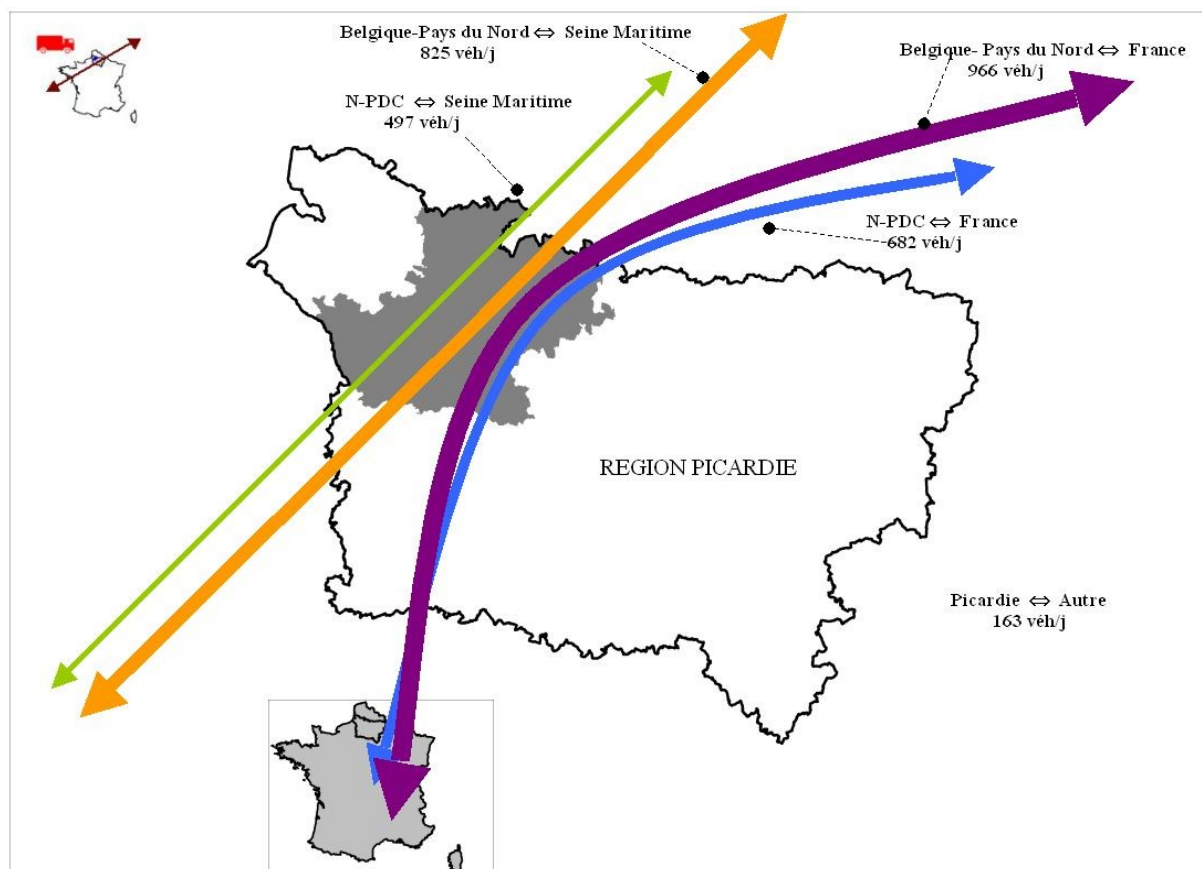 Belgique-Pays du Nord ⇔ Seine Maritime
825 véh/j
Belgique- Pays du Nord ⇔ France
966 véh/j
N-PDC ⇔ Seine Maritime
497 véh/j
N-PDC ⇔ France
682 véh/j
REGION PICARDIE
Picardie ⇔ Autre
163 véh/j